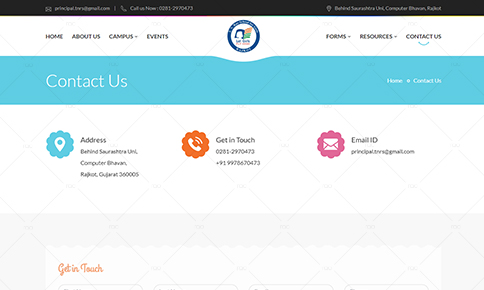 principal.tnrs@gmail.com | Call us Now : 0281-2970473
Behind Saurashtra Uni, Computer Bhavan, Rajkot
HOME ABOUT US CAMPUS EVENTS
FORMS RESOURCES CONTACT US
Contact Us
Home Contact Us
Address
Behind Saurashtra Uni,
Computer Bhavan,
Rajkot, Gujarat 360005
Get in Touch
0281-2970473
+91 9978670473
Email ID
principal.tnrs@gmail.com
Get in Touch